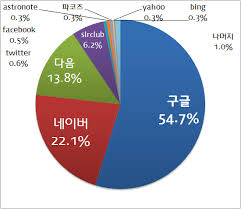 astronote
0.3%
파코즈
0.3%
yahoo
0.3%
bing
0.3%
facebook
0.5%
twitter
0.6%
slrclub
6.2%
나머지
1.0%
다음
13.8%
구글
54.7%
네이버
22.1%